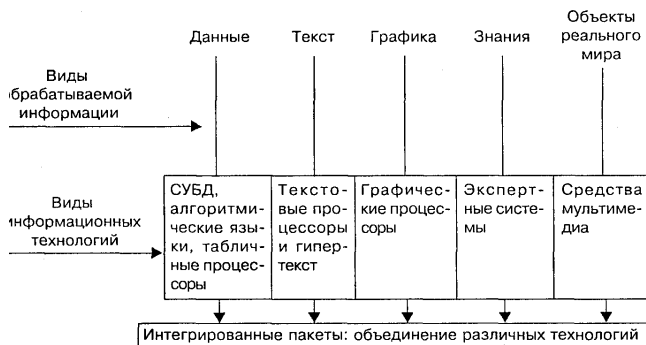 Данные
Текст
Графика
Знания
Объекты
реального
мира
Виды
обрабатываемой
информации
Виды
информационных
технологий
СУБД,
алгоритми-
ческие язы-
ки, таблич-
ные процес-
соры
Тексто-
вые про-
цессоры
и гипер-
текст
Графичес-
кие процес-
соры
Эксперт-
ные систе-
мы
Средства
мультиме-
диа
Интегрированные пакеты: объединение различных технологий